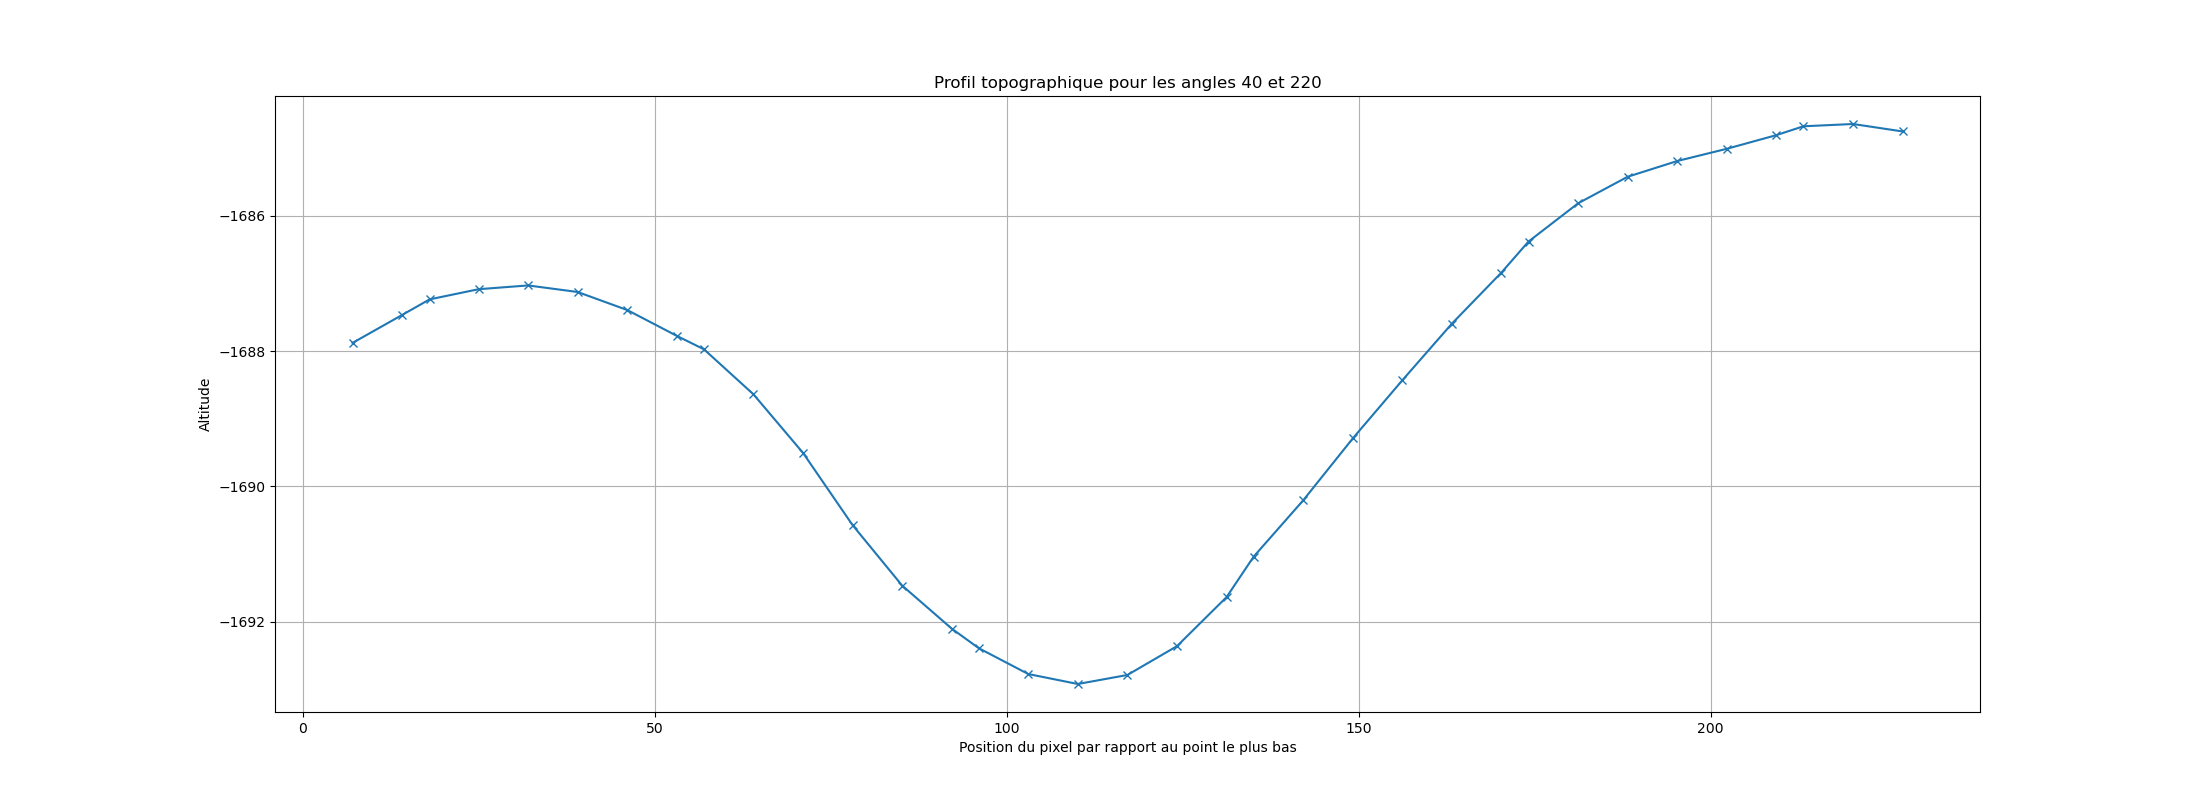 Profil topographique pour les angles 40 et 220
Altitude
−1686
−1688
−1690
−1692
0 50 100 150 200
Position du pixel par rapport au point le plus bas